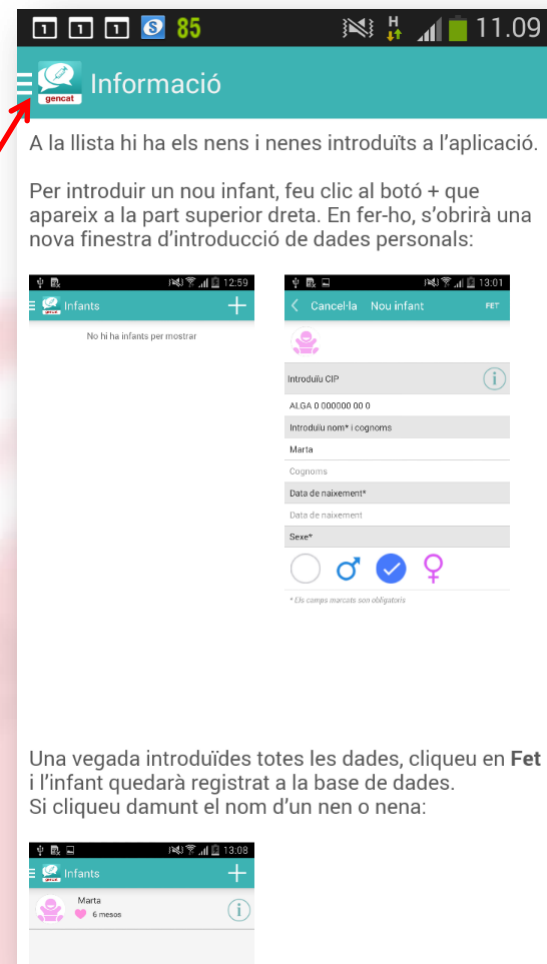 1 1 1 S 85 H 11.09
gencat Informació
A la llista hi ha els nens i nenes introduïts a l'aplicació.
Per introduir un nou infant, feu clic al botó + que
apareix a la part superior dreta. En fer-ho, s'obrirà una
nova finestra d'introducció de dades personals:
12:59
Infants +
No hi ha infants per mostrar
13:01
< Cancel·la Nou infant FET
Introduïu CIP i
ALGA 0 000000 00 0
Introduïu nom* i cognoms
Marta
Cognoms
Data de naixement*
Data de naixement
Sexe*
* Els camps marcats son obligatoris
Una vegada introduïdes totes les dades, cliqueu en Fet
i l'infant quedarà registrat a la base de dades.
Si cliqueu damunt el nom d'un nen o nena:
13:08
Infants +
Marta
6 mesos i